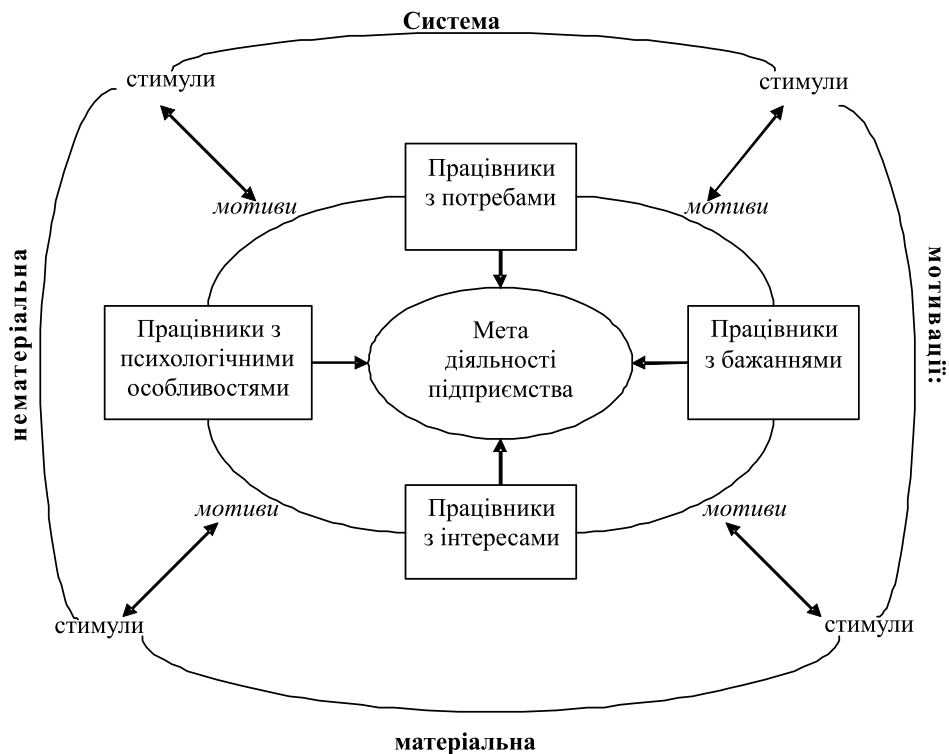 Система
стимули
стимули
Працівники
з потребами
мотиви
мотиви
нематеріальна
мотивації:
Працівники з
психологічними
особливостями
Мета
діяльності
підприємства
Працівники
з бажаннями
мотиви
Працівники
з інтересами
мотиви
стимули
стимули
матеріальна